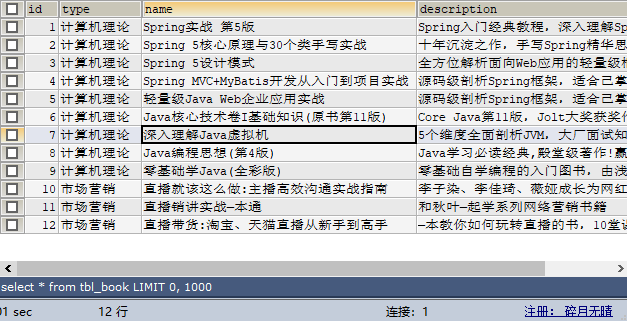 id type name description
1 计算机理论 Spring实战 第5版 Spring入门经典教程,深入理解Sp
2 计算机理论 Spring 5核心原理与30个类手写实战 十年沉淀之作,手写Spring精华思
3 计算机理论 Spring 5设计模式 全方位解析面向Web应用的轻量级
4 计算机理论 Spring MVC+MyBatis开发从入门到项目实战 源码级剖析Spring框架,适合已掌
5 计算机理论 轻量级Java Web企业应用实战 源码级剖析Spring框架,适合已掌
6 计算机理论 Java核心技术卷I基础知识(原书第11版) Core Java第11版,Jolt大奖获奖作
7 计算机理论 深入理解Java虚拟机 5个维度全面剖析JVM,大厂面试知
8 计算机理论 Java编程思想(第4版) Java学习必读经典,殿堂级著作!赢
9 计算机理论 零基础学Java(全彩版) 零基础自学编程的入门图书,由浅
10 市场营销 直播就该这么做:主播高效沟通实战指南 李子柒、李佳琦、薇娅成长为网红
11 市场营销 直播销讲实战一本通 和秋叶一起学系列网络营销书籍
12 市场营销 直播带货:淘宝、天猫直播从新手到高手 一本教你如何玩转直播的书,10堂课
select * from tbl_book LIMIT 0, 1000
01 sec 12 行 连接: 1 注册: 碎月无晴